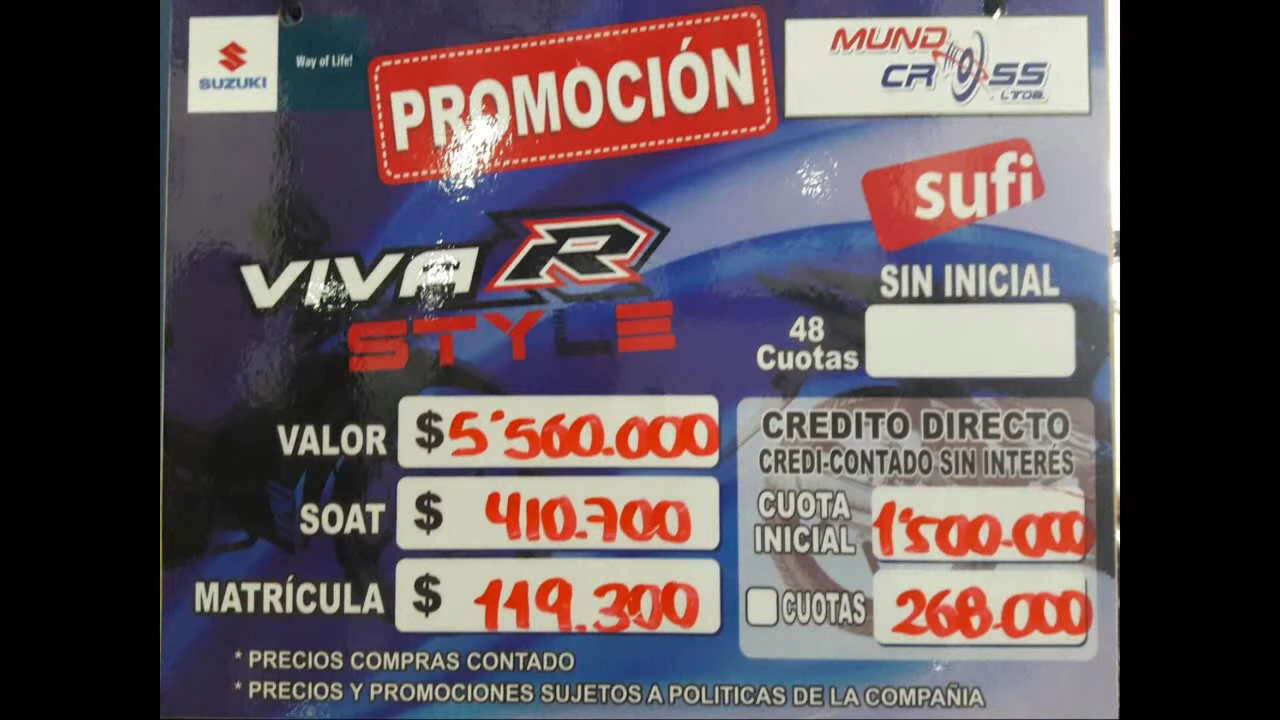 SUZUKI
Way of Life!
PROMOCIÓN
MUNDO
CROSS
LTDA.
sufi
VIVA R
STYLE
SIN INICIAL
48
Cuotas
VALOR $ 5'560.000
SOAT $ 410.700
MATRÍCULA $ 119.300
CREDITO DIRECTO
CREDI-CONTADO SIN INTERÉS
CUOTA
INICIAL 1'500.000
CUOTAS 268.000
* PRECIOS COMPRAS CONTADO
* PRECIOS Y PROMOCIONES SUJETOS A POLITICAS DE LA COMPAÑIA